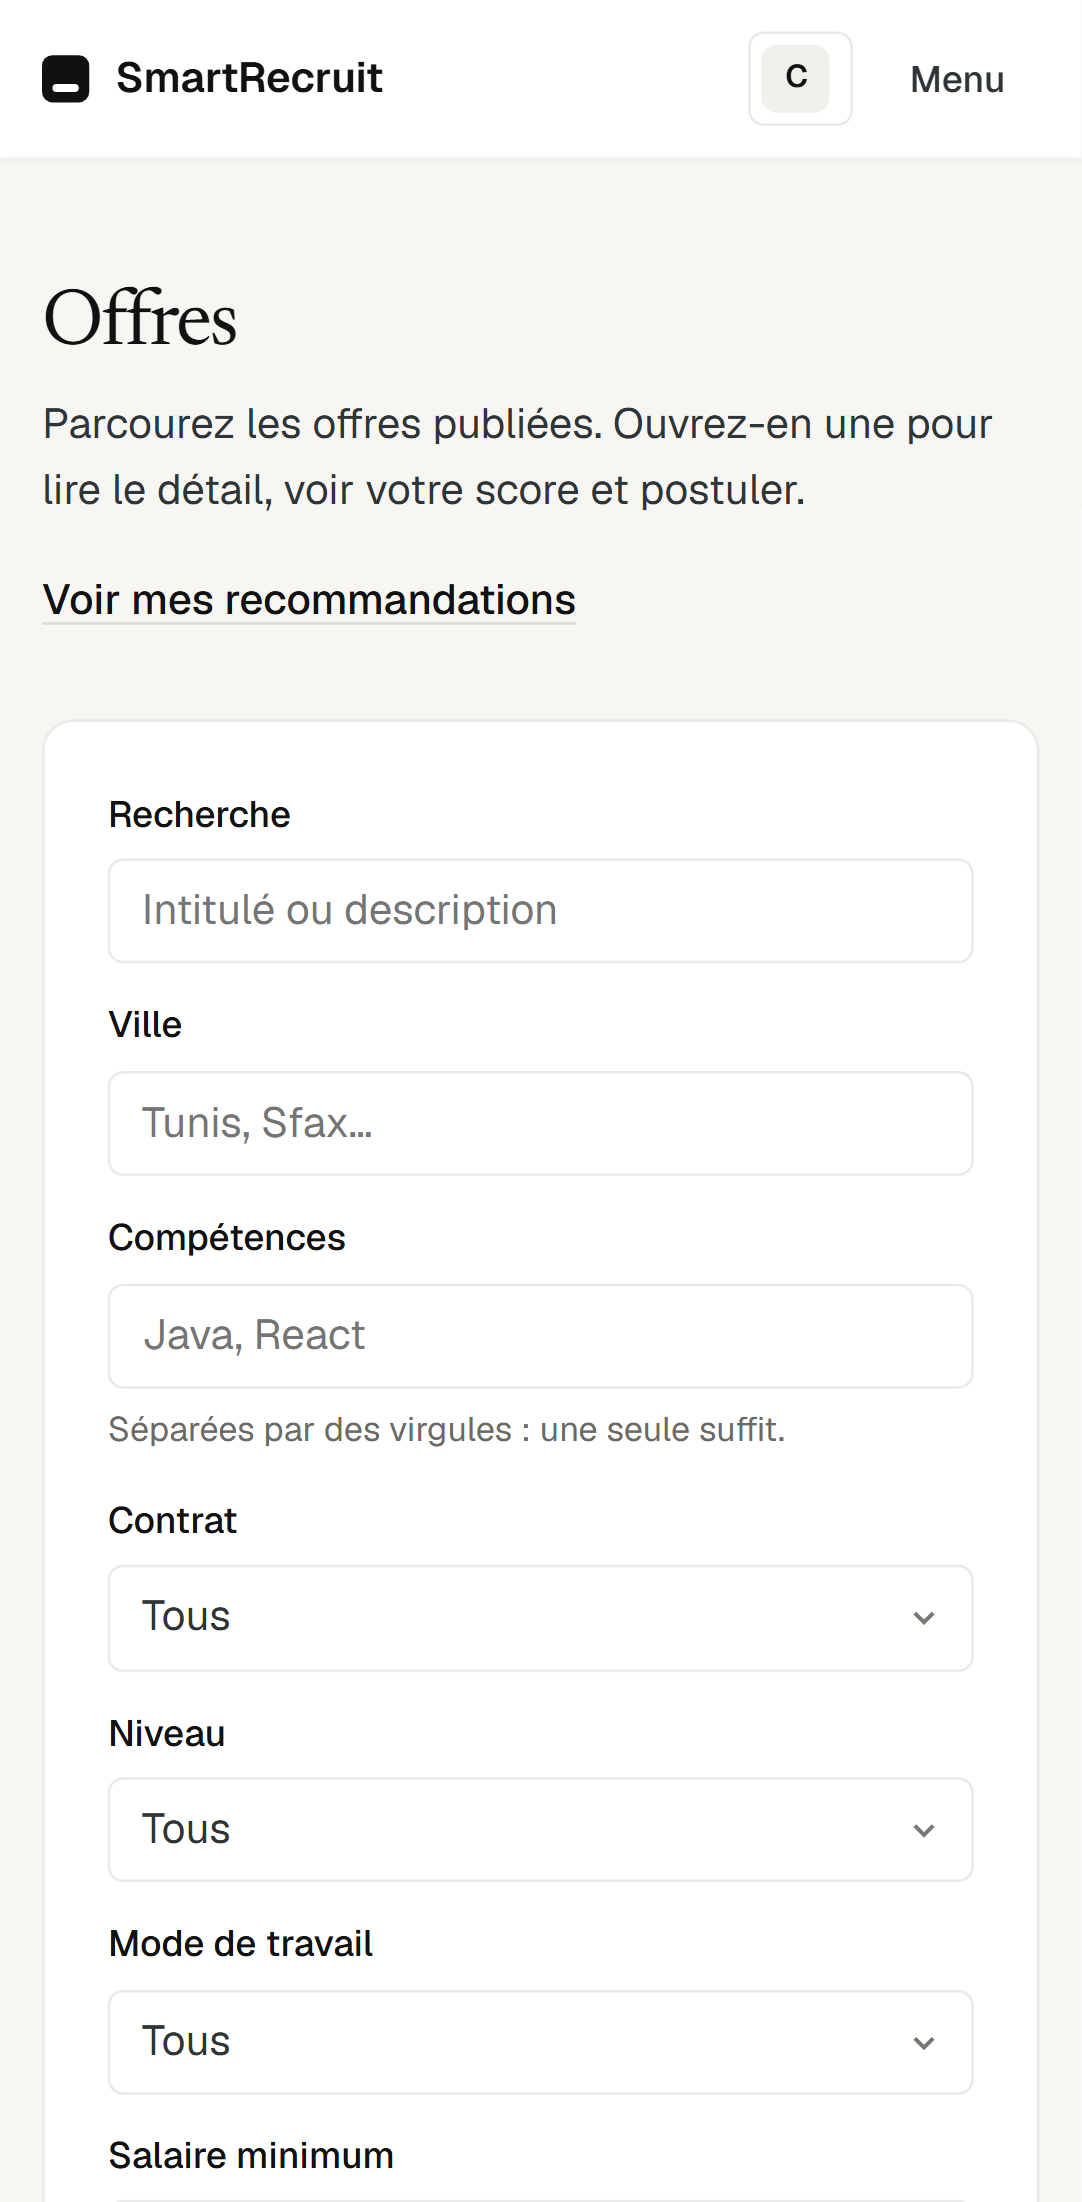 SmartRecruit
C
Menu
Offres
Parcourez les offres publiées. Ouvrez-en une pour
lire le détail, voir votre score et postuler.
Voir mes recommandations
Recherche
Intitulé ou description
Ville
Tunis, Sfax...
Compétences
Java, React
Séparées par des virgules : une seule suffit.
Contrat
Tous
Niveau
Tous
Mode de travail
Tous
Salaire minimum